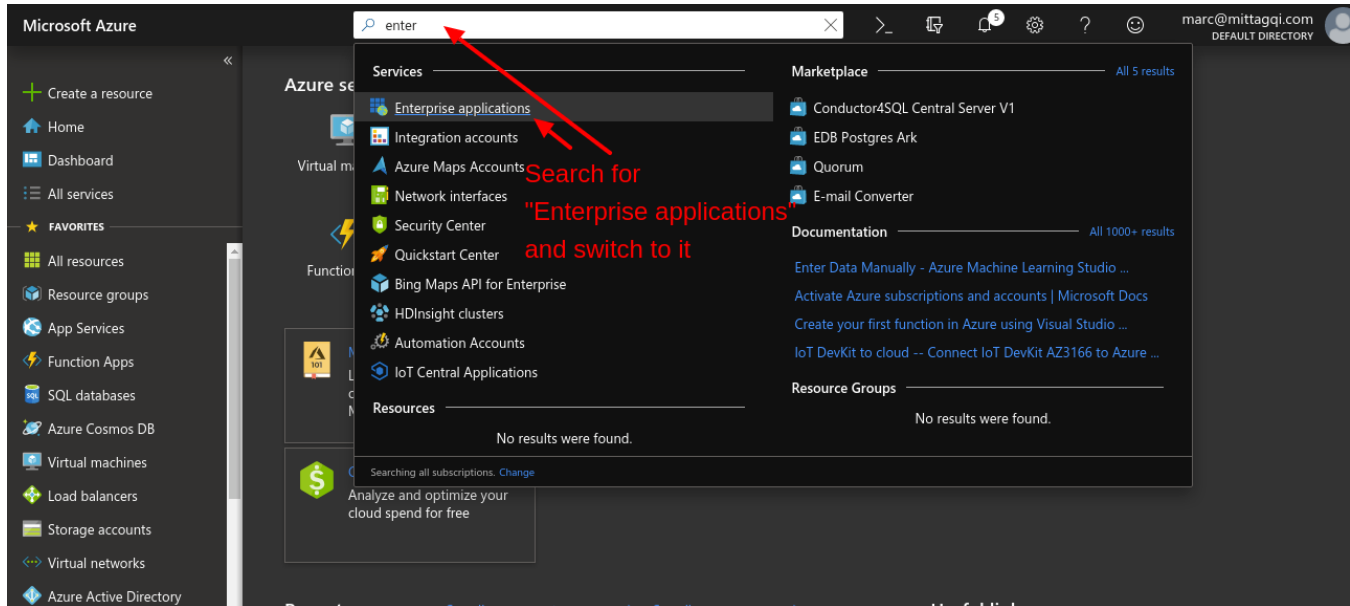 Microsoft Azure
enter
>_
5
?
marc@mittagqi.com
DEFAULT DIRECTORY
«
Create a resource
Home
Dashboard
All services
FAVORITES
All resources
Resource groups
App Services
Function Apps
SQL databases
Azure Cosmos DB
Virtual machines
Load balancers
Storage accounts
Virtual networks
Azure Active Directory
Azure se
Virtual m
Function
Services
Enterprise applications
Integration accounts
Azure Maps Accounts
Network interfaces
Security Center
Quickstart Center
Bing Maps API for Enterprise
HDInsight clusters
Automation Accounts
IoT Central Applications
Resources
No results were found.
Searching all subscriptions. Change
Marketplace
All 5 results
Conductor4SQL Central Server V1
EDB Postgres Ark
Quorum
E-mail Converter
Documentation
All 1000+ results
Enter Data Manually - Azure Machine Learning Studio ...
Activate Azure subscriptions and accounts | Microsoft Docs
Create your first function in Azure using Visual Studio ...
IoT DevKit to cloud -- Connect IoT DevKit AZ3166 to Azure ...
Resource Groups
No results were found.
Search for
"Enterprise applications"
and switch to it
101
Analyze and optimize your
cloud spend for free